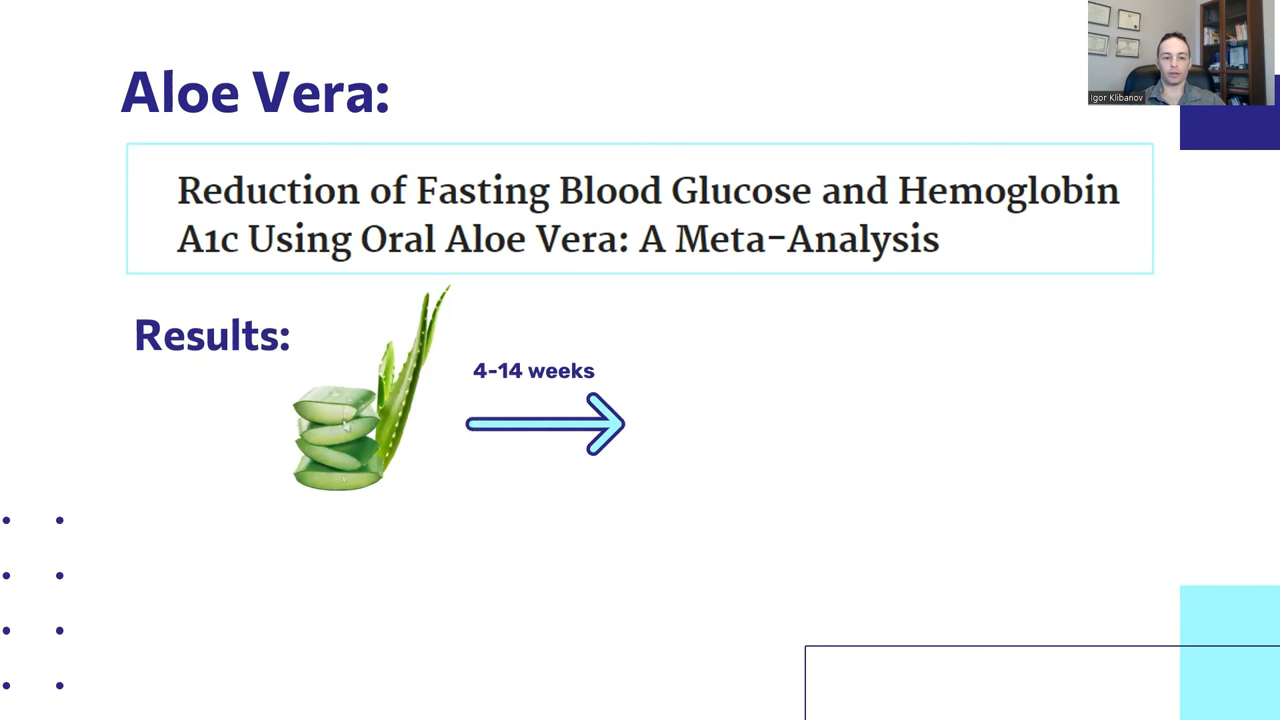 Aloe Vera:
Igor Klibanov
Reduction of Fasting Blood Glucose and Hemoglobin
A1c Using Oral Aloe Vera: A Meta-Analysis
Results:
4-14 weeks